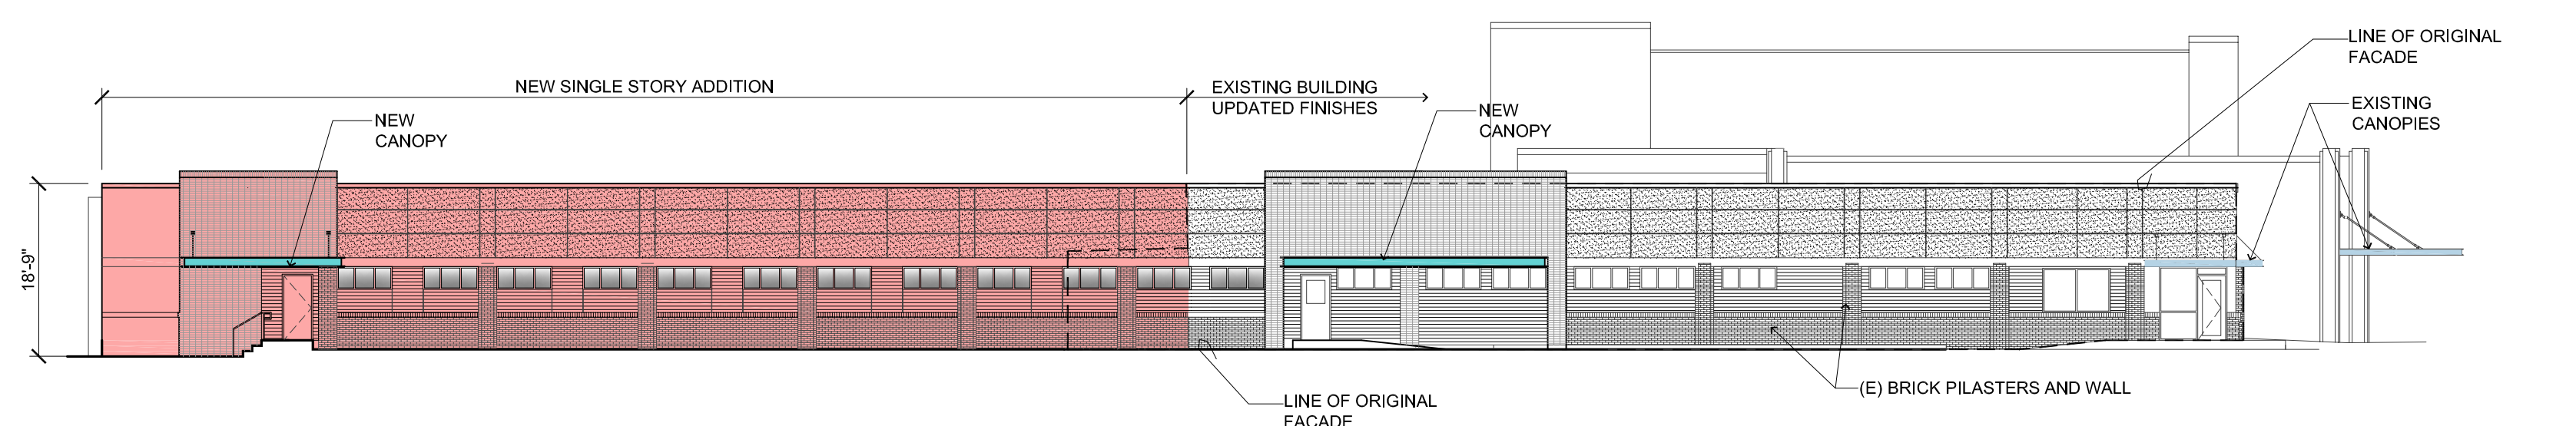 NEW SINGLE STORY ADDITION
EXISTING BUILDING
UPDATED FINISHES
NEW
CANOPY
NEW
CANOPY
LINE OF ORIGINAL
FACADE
EXISTING
CANOPIES
18'-9"
(E) BRICK PILASTERS AND WALL
LINE OF ORIGINAL
FACADE